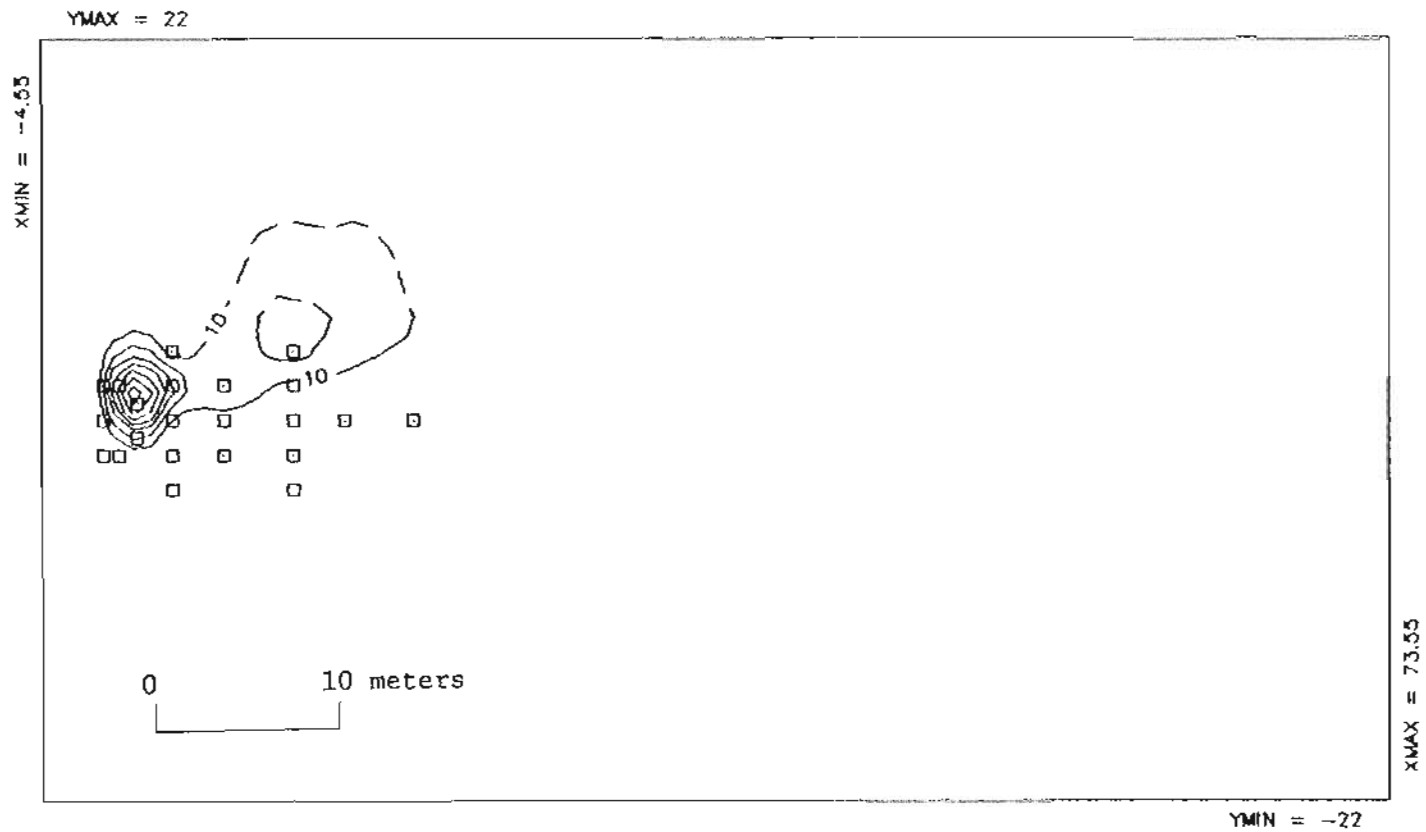 YMAX = 22
XMIN = -4.55
10
10
0 10 meters
XMAX = 73.55
YMIN = -22